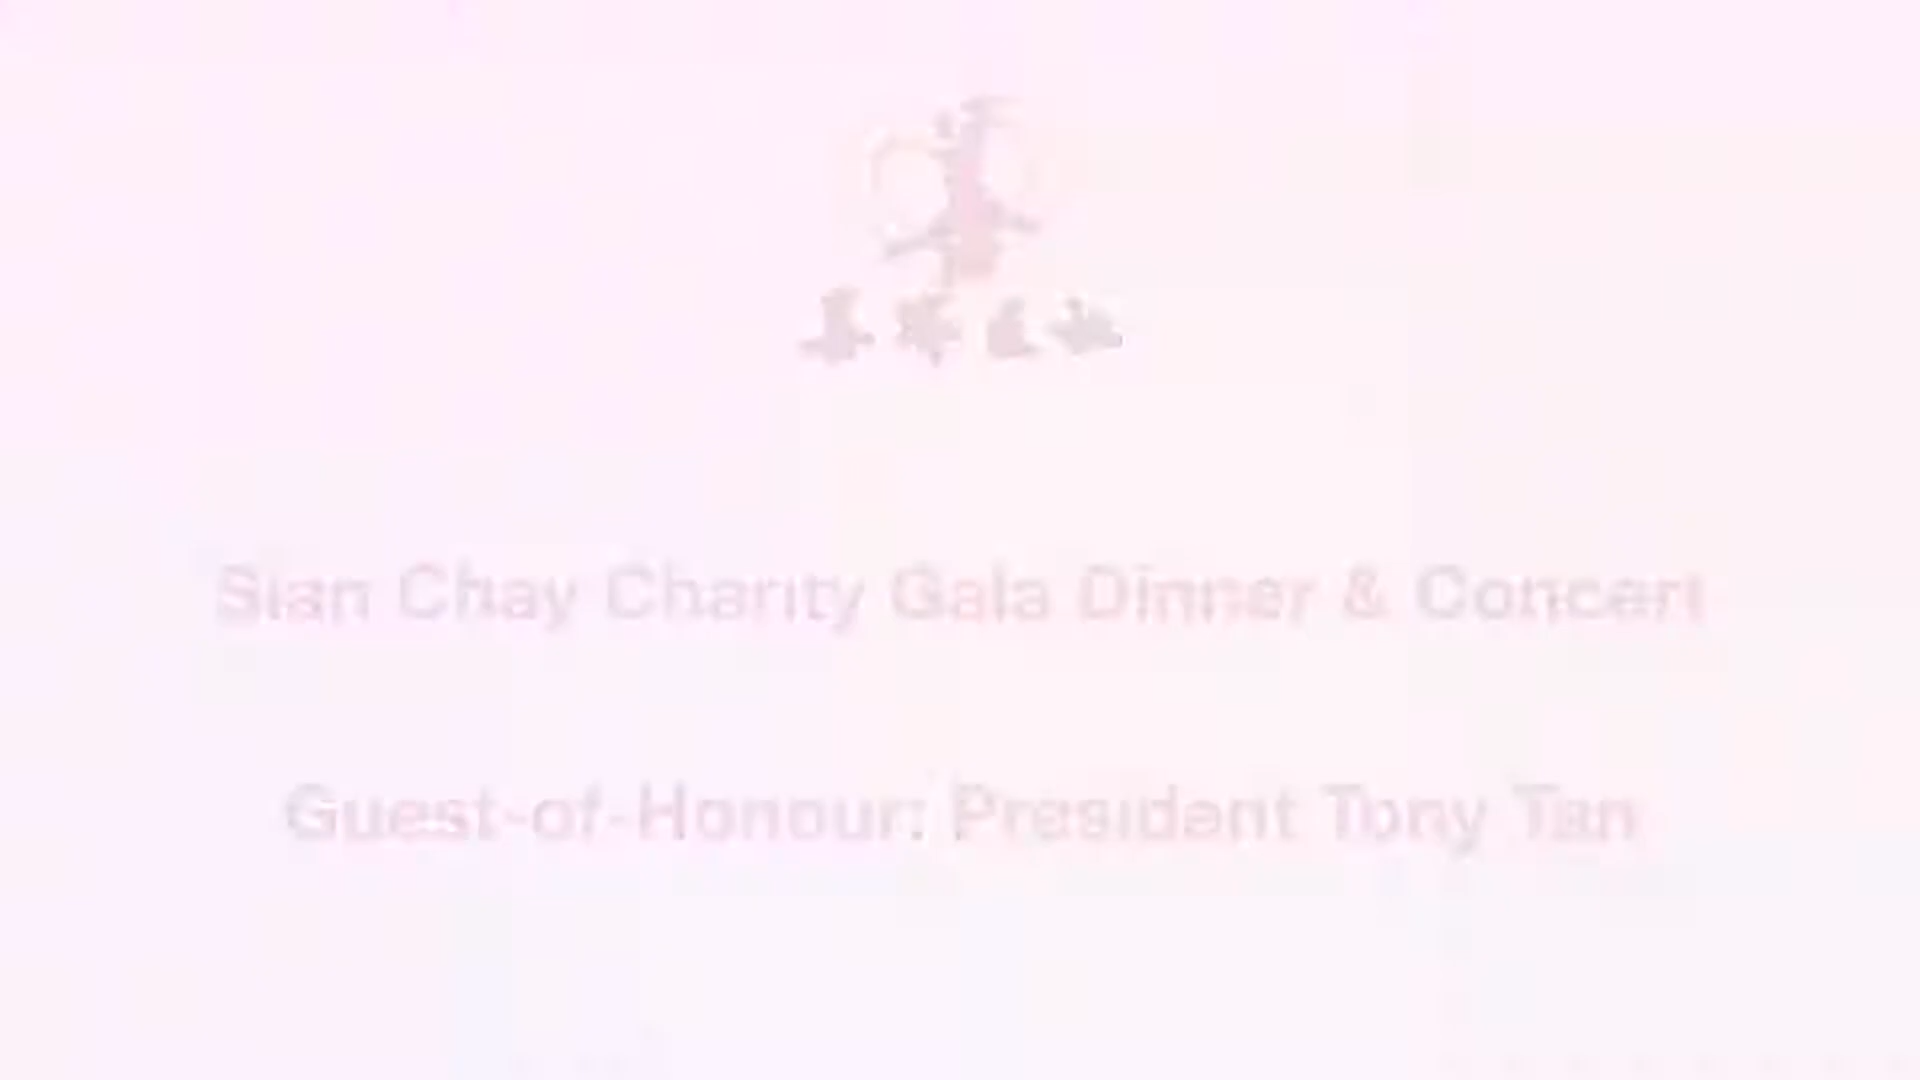 Sian Chay Charity Gala Dinner & Concert
Guest-of-Honour: President Tony Tan